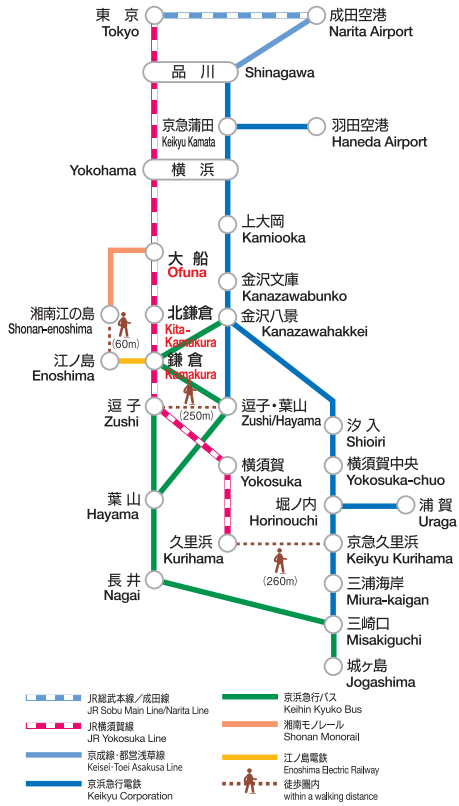 東 京
Tokyo
成田空港
Narita Airport
品 川
Shinagawa
京急蒲田
Keikyu Kamata
羽田空港
Haneda Airport
Yokohama
横 浜
上大岡
Kamiooka
大 船
Ofuna
金沢文庫
Kanazawabunko
湘南江の島
Shonan-enoshima
(60m)
北鎌倉
Kita-
Kamakura
金沢八景
Kanazawahakkei
江ノ島
Enoshima
鎌 倉
Kamakura
逗 子
Zushi
(250m)
逗子・葉山
Zushi/Hayama
汐 入
Shioiri
横須賀
Yokosuka
横須賀中央
Yokosuka-chuo
葉 山
Hayama
堀ノ内
Horinouchi
浦 賀
Uraga
久里浜
Kurihama
(260m)
京急久里浜
Keikyu Kurihama
長 井
Nagai
三浦海岸
Miura-kaigan
三崎口
Misakiguchi
城ヶ島
Jogashima
JR総武本線／成田線
JR Sobu Main Line/Narita Line
JR横須賀線
JR Yokosuka Line
京成線・都営浅草線
Keisei・Toei Asakusa Line
京浜急行電鉄
Keikyu Corporation
京浜急行バス
Keihin Kyuko Bus
湘南モノレール
Shonan Monorail
江ノ島電鉄
Enoshima Electric Railway
徒歩圏内
within a walking distance